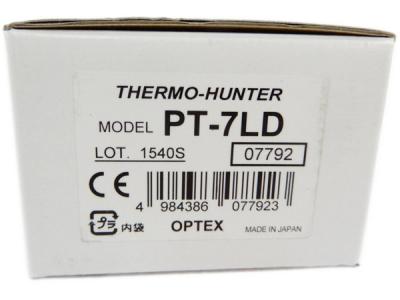 THERMO-HUNTER
MODEL PT-7LD
LOT. 1540S 07792
CE
4 984386 077923
プラ 内袋 OPTEX MADE IN JAPAN